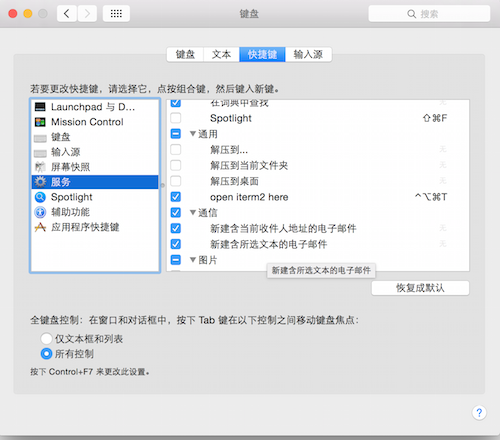 键盘
搜索
键盘 文本 快捷键 输入源
若要更改快捷键，请选择它，点按组合键，然后键入新键。
Launchpad 与 D…
Mission Control
键盘
输入源
屏幕快照
服务
Spotlight
辅助功能
应用程序快捷键
在词典中查找 无
Spotlight ⇧⌘F
通用
解压到... 无
解压到当前文件夹 无
解压到桌面 无
open iterm2 here ^⌥⌘T
通信
新建含当前收件人地址的电子邮件 无
新建含所选文本的电子邮件 无
图片
新建含所选文本的电子邮件
恢复成默认
全键盘控制：在窗口和对话框中，按下 Tab 键在以下控制之间移动键盘焦点：
仅文本框和列表
所有控制
按下 Control+F7 来更改此设置。
?